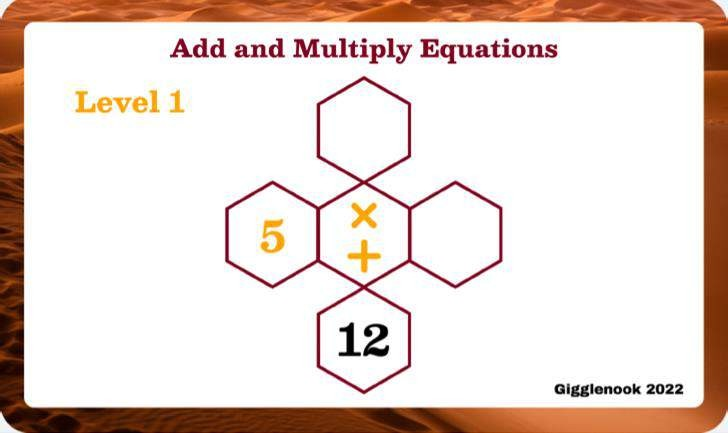 Add and Multiply Equations
Level 1
5
×
+
12
Gigglenook 2022